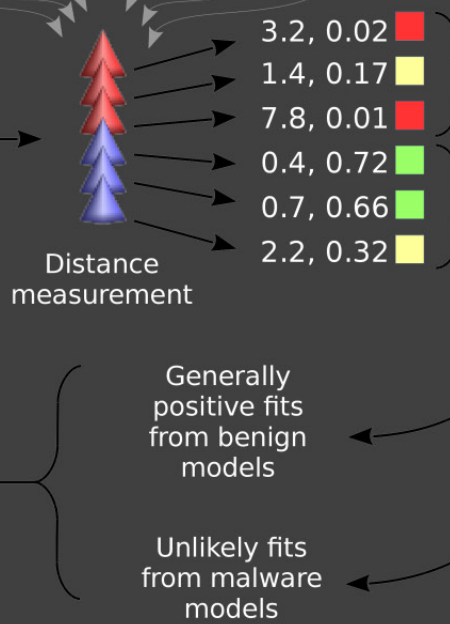 3.2, 0.02
1.4, 0.17
7.8, 0.01
0.4, 0.72
0.7, 0.66
2.2, 0.32
Distance
measurement
Generally
positive fits
from benign
models
Unlikely fits
from malware
models